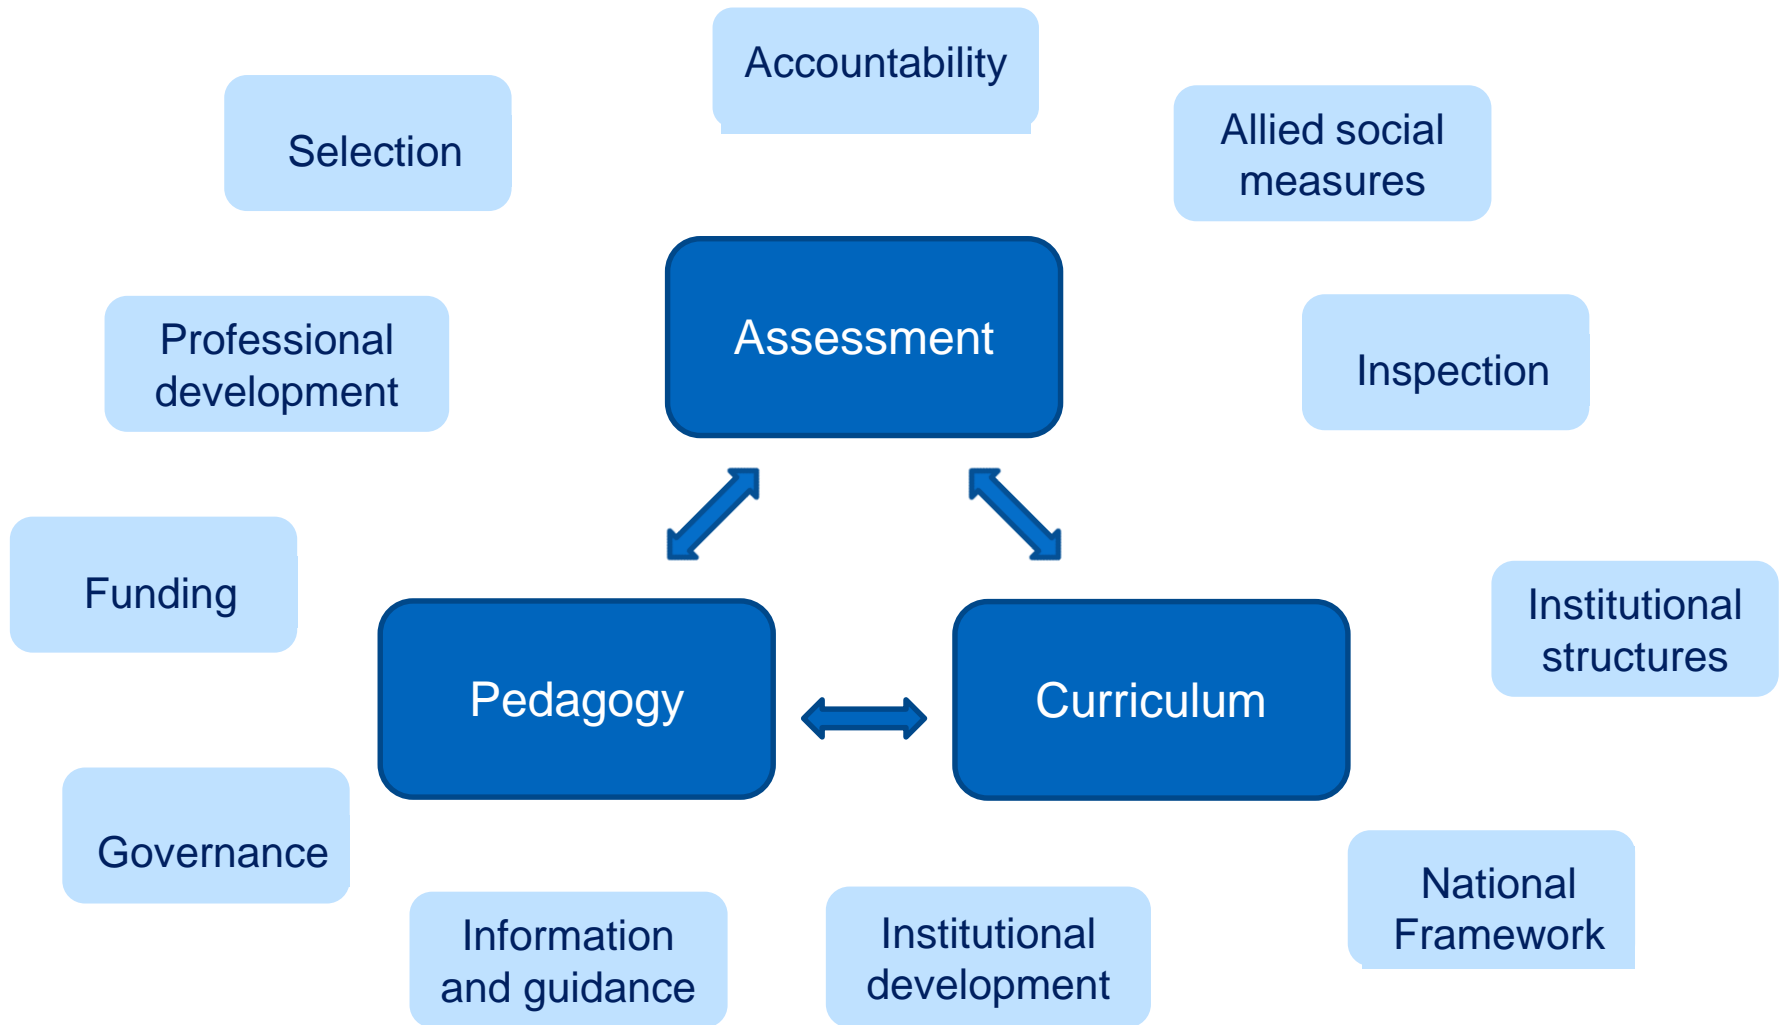 Accountability
Selection
Allied social
measures
Assessment
Professional
development
Inspection
Funding
Institutional
structures
Pedagogy
Curriculum
Governance
National
Framework
Information
and guidance
Institutional
development